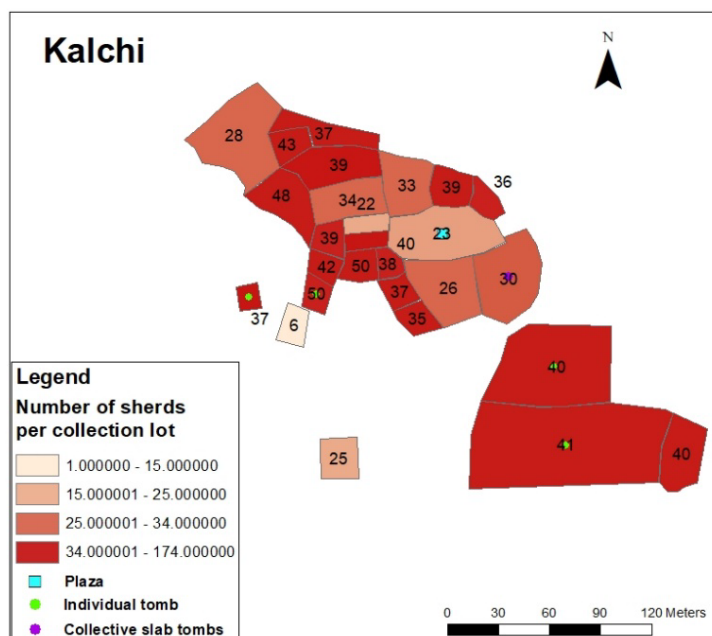 Kalchi
N
28
37
43
39
33
39
36
48
34 22
39
40
23
42
50
38
50
37
26
30
35
37
6
40
41
40
25
Legend
Number of sherds
per collection lot
1.000000 - 15.000000
15.000001 - 25.000000
25.000001 - 34.000000
34.000001 - 174.000000
Plaza
Individual tomb
Collective slab tombs
0 30 60 90 120 Meters